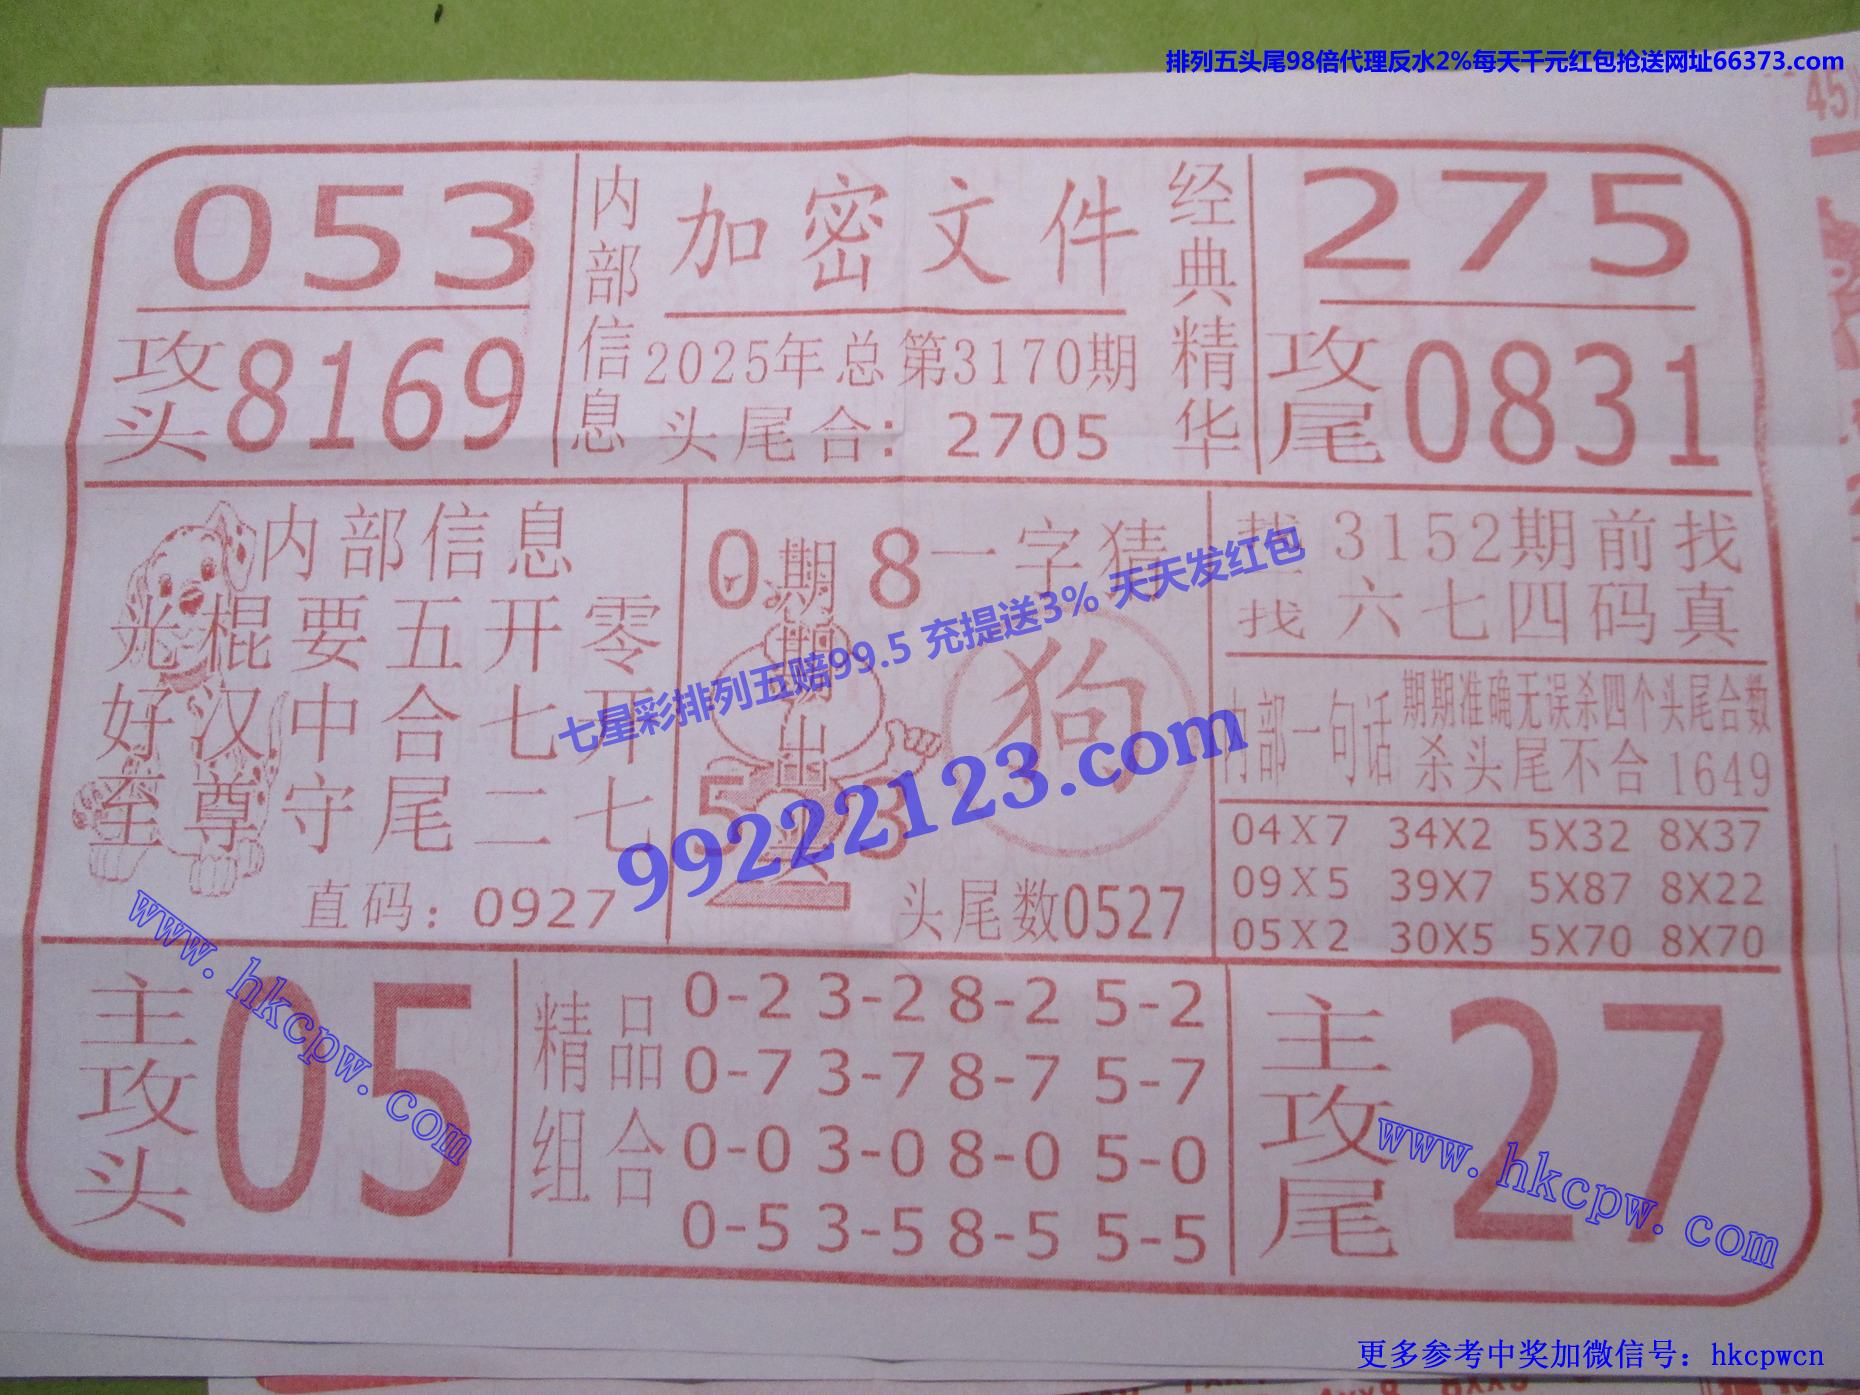 排列五头尾98倍代理反水2%每天千元红包抢送网址66373.com
053
攻头
8169
内部信息
加密文件
2025年总第3170期
头尾合：2705
经典精华
275
攻尾
0831
内部信息
光棍要五开零
好汉中合七开
至尊守尾二七
直码：0927
0 8
期期出
一字猜
狗
5 2 3
头尾数0527
3152期前找
找六七四码真
内部一句话
期期准确无误杀四个头尾合数
杀头尾不合1649
04X7 34X2 5X32 8X37
09X5 39X7 5X87 8X22
05X2 30X5 5X70 8X70
主攻头
05
精品组合
0-2 3-2 8-2 5-2
0-7 3-7 8-7 5-7
0-0 3-0 8-0 5-0
0-5 3-5 8-5 5-5
主攻尾
27
七星彩排列五赔99.5 充提送3% 天天发红包
99222123.com
www.hkcpw.com
www.hkcpw.com
更多参考中奖加微信号：hkcpwcn